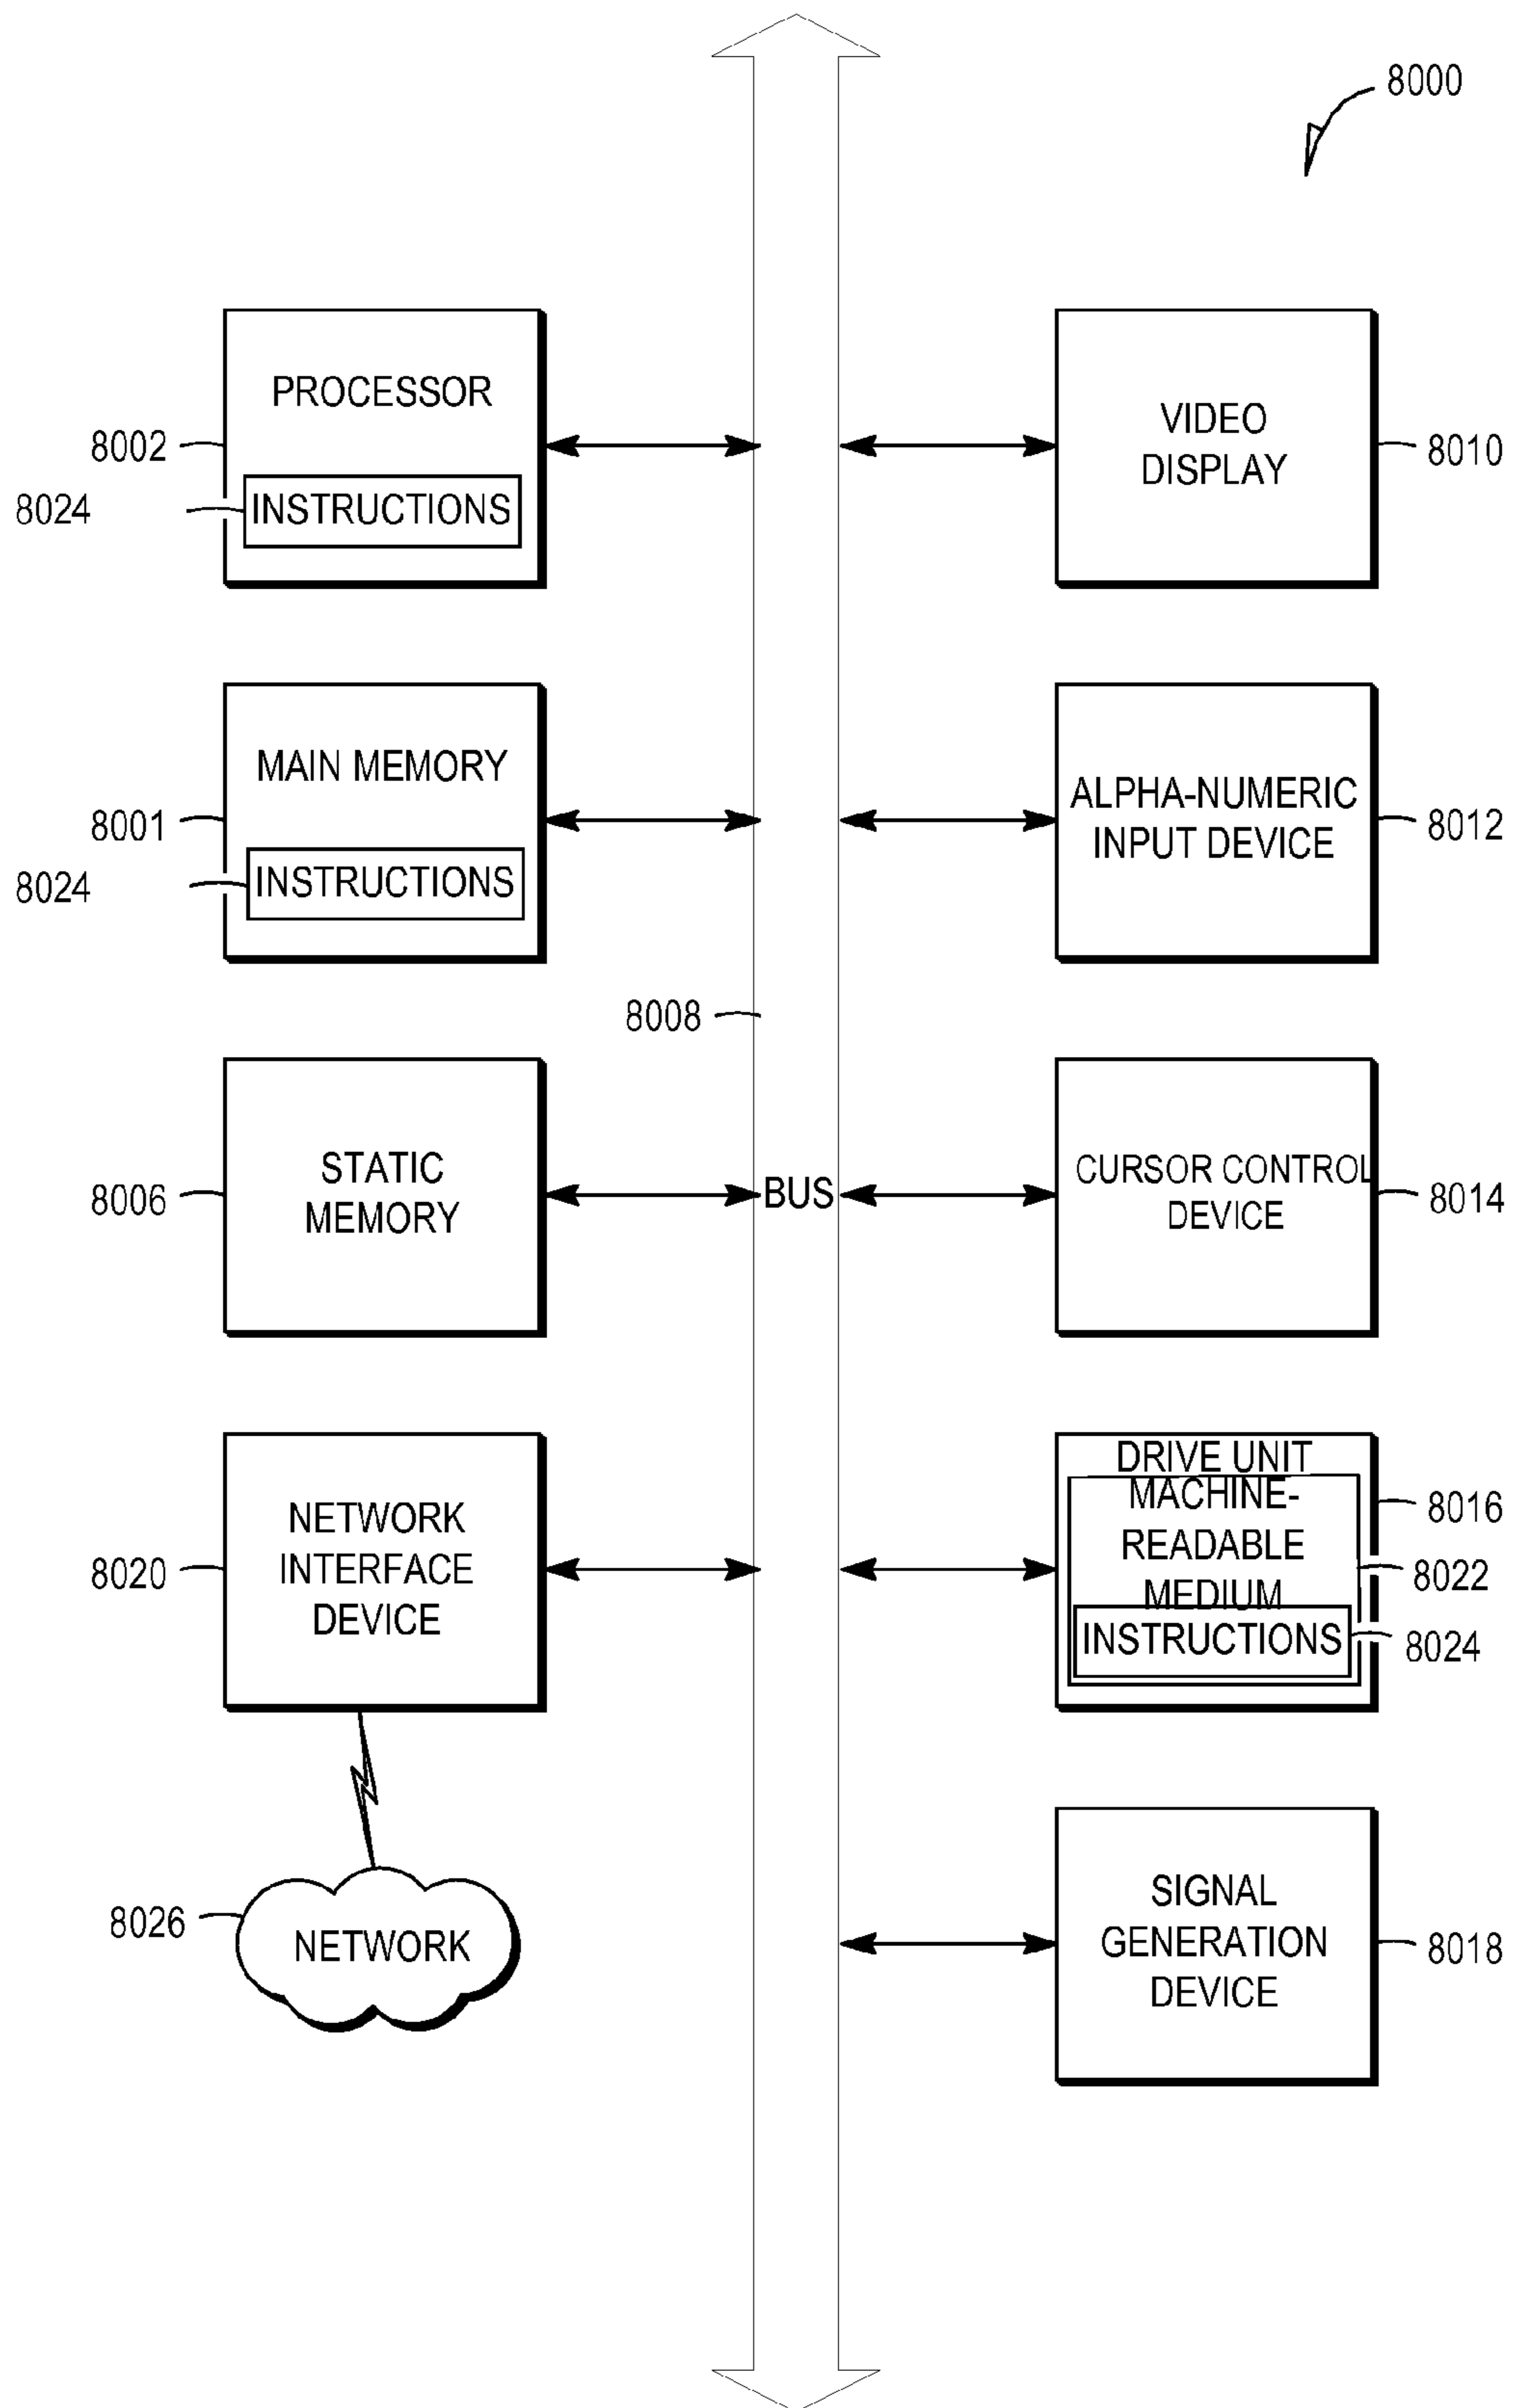 8000
PROCESSOR
8002
8024
INSTRUCTIONS
VIDEO
DISPLAY
8010
MAIN MEMORY
8001
8024
INSTRUCTIONS
ALPHA-NUMERIC
INPUT DEVICE
8012
8008
STATIC
MEMORY
8006
BUS
CURSOR CONTROL
DEVICE
8014
NETWORK
INTERFACE
DEVICE
8020
DRIVE UNIT
MACHINE-
READABLE
MEDIUM
INSTRUCTIONS
8016
8022
8024
8026
NETWORK
SIGNAL
GENERATION
DEVICE
8018